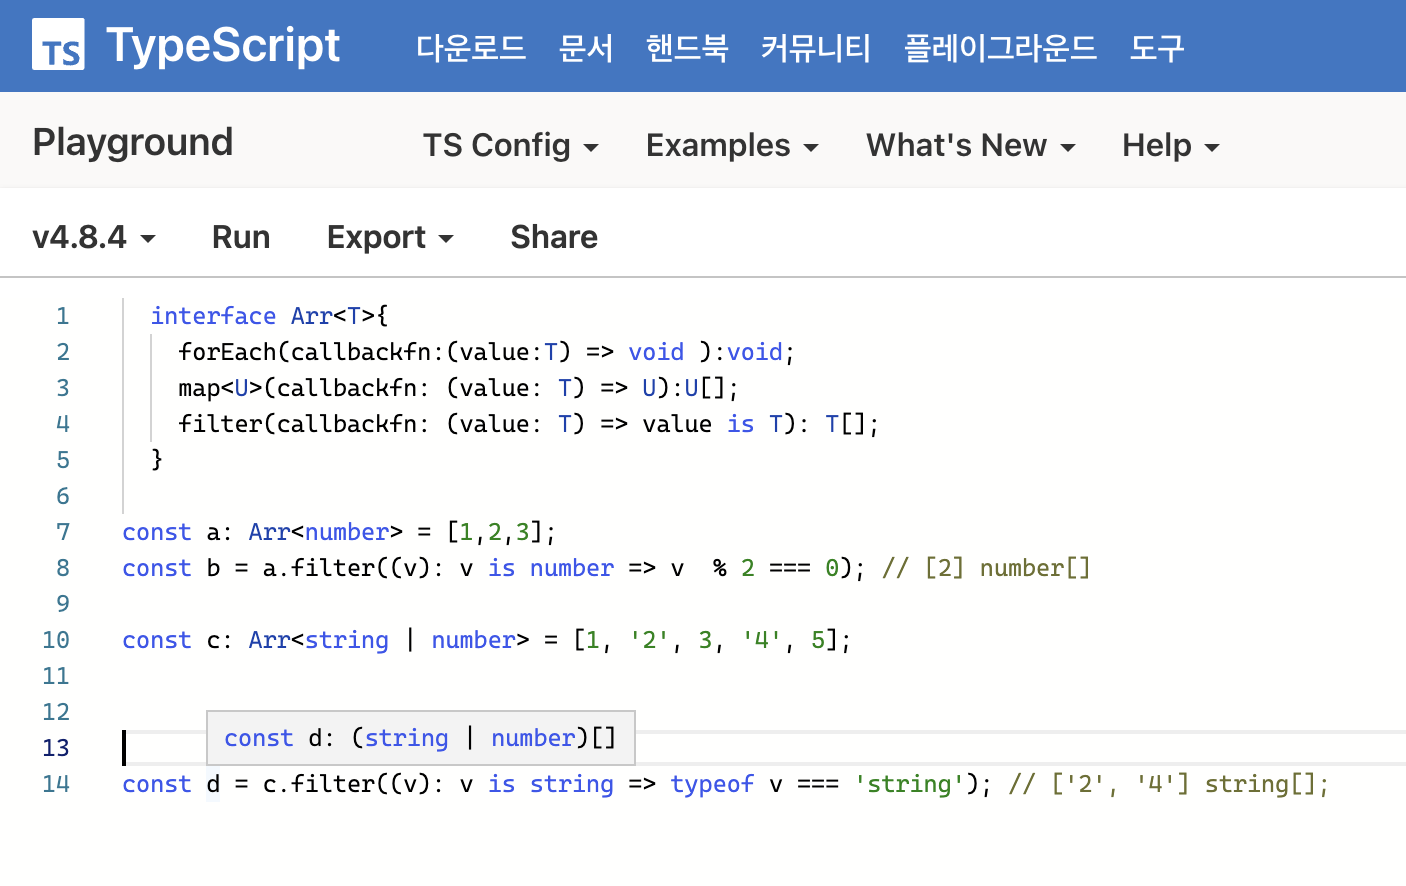 TS TypeScript 다운로드 문서 핸드북 커뮤니티 플레이그라운드 도구
Playground TS Config Examples What's New Help
v4.8.4 Run Export Share
1 interface Arr<T>{
2 forEach(callbackfn:(value:T) => void ):void;
3 map<U>(callbackfn: (value: T) => U):U[];
4 filter(callbackfn: (value: T) => value is T): T[];
5 }
6
7 const a: Arr<number> = [1,2,3];
8 const b = a.filter((v): v is number => v  % 2 === 0); // [2] number[]
9
10 const c: Arr<string | number> = [1, '2', 3, '4', 5];
11
12
const d: (string | number)[]
13
14 const d = c.filter((v): v is string => typeof v === 'string'); // ['2', '4'] string[];